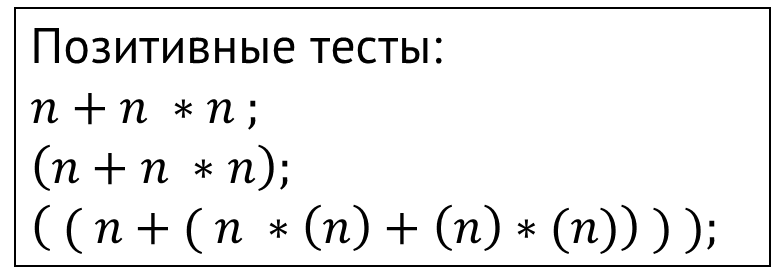 Позитивные тесты:
n + n * n ;
(n + n * n);
( ( n + ( n * (n) + (n) * (n)) ) );